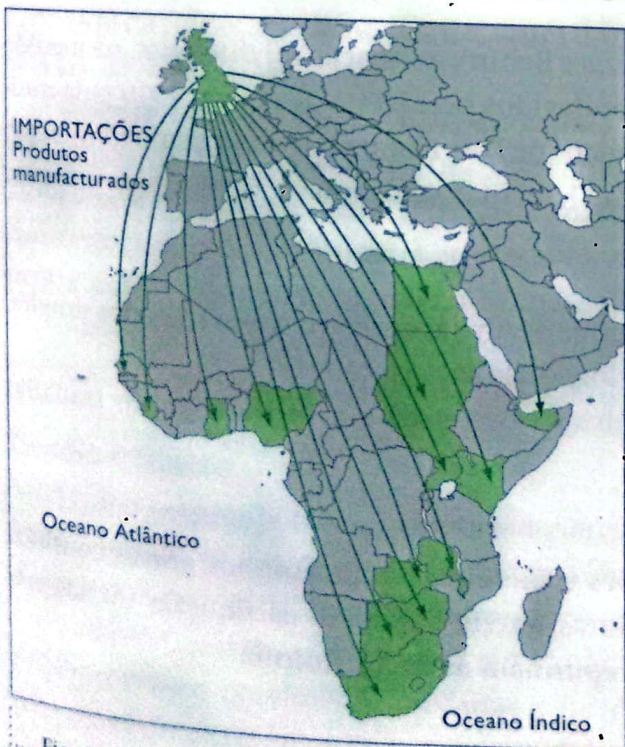 IMPORTAÇÕES
Produtos
manufacturados
Oceano Atlântico
Oceano Índico